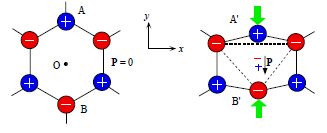 A
y
A'
+
−
−
−
+
−
O
P = 0
x
−
+
P
+
+
+
+
−
B
B'
−